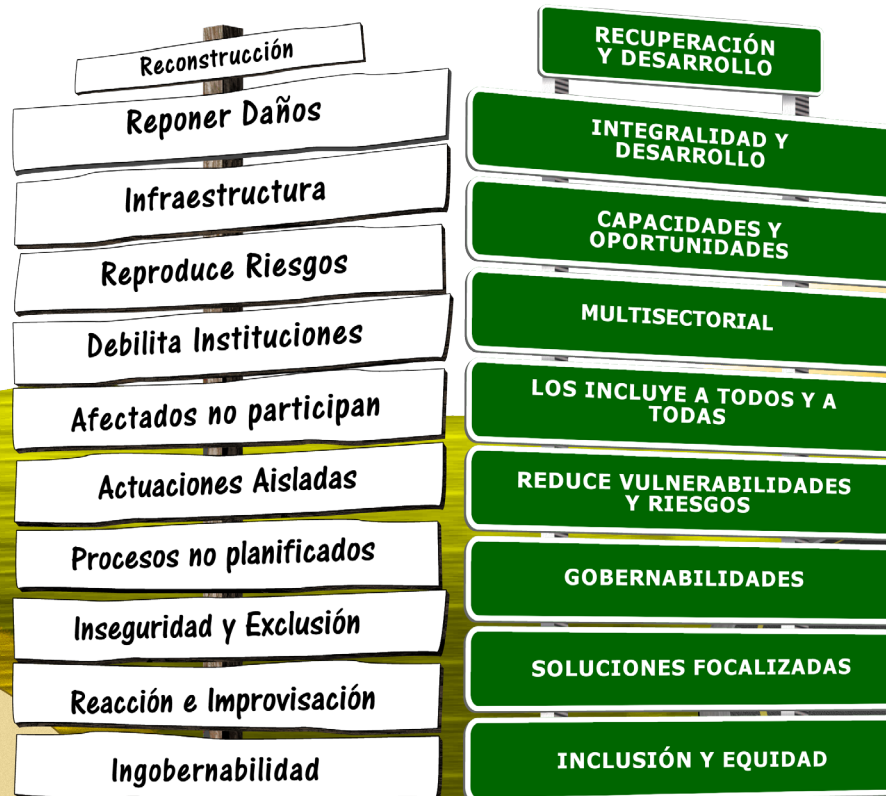 Reconstrucción
Reponer Daños
Infraestructura
Reproduce Riesgos
Debilita Instituciones
Afectados no participan
Actuaciones Aisladas
Procesos no planificados
Inseguridad y Exclusión
Reacción e Improvisación
Ingobernabilidad
RECUPERACIÓN
Y DESARROLLO
INTEGRALIDAD Y
DESARROLLO
CAPACIDADES Y
OPORTUNIDADES
MULTISECTORIAL
LOS INCLUYE A TODOS Y A
TODAS
REDUCE VULNERABILIDADES
Y RIESGOS
GOBERNABILIDADES
SOLUCIONES FOCALIZADAS
INCLUSIÓN Y EQUIDAD